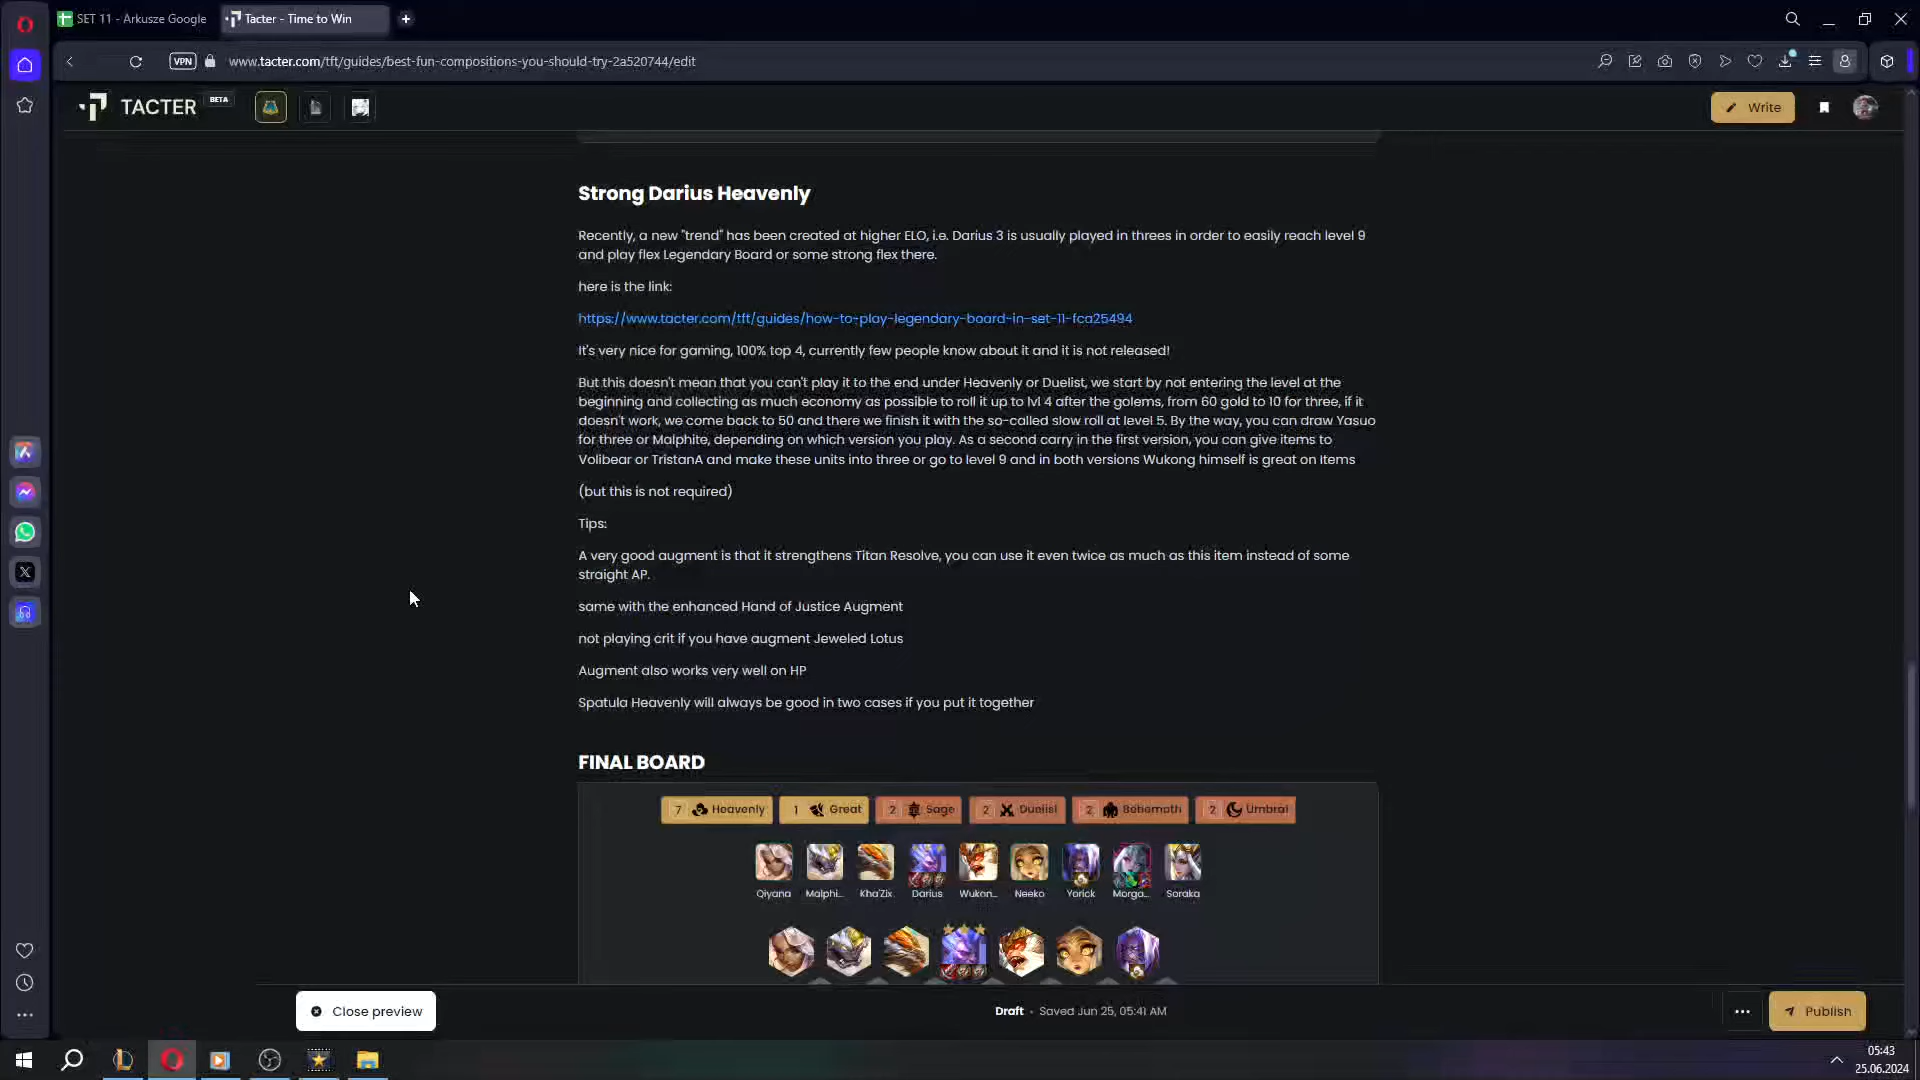 SET 11 - Arkusze Google
Tacter - Time to Win
VPN
www.tacter.com/tft/guides/best-fun-compositions-you-should-try-2a520744/edit
TACTER BETA
Write
Strong Darius Heavenly
Recently, a new "trend" has been created at higher ELO, i.e. Darius 3 is usually played in threes in order to easily reach level 9
and play flex Legendary Board or some strong flex there.
here is the link:
https://www.tacter.com/tft/guides/how-to-play-legendary-board-in-set-11-fca25494
It's very nice for gaming, 100% top 4, currently few people know about it and it is not released!
But this doesn't mean that you can't play it to the end under Heavenly or Duelist, we start by not entering the level at the
beginning and collecting as much economy as possible to roll it up to lvl 4 after the golems, from 60 gold to 10 for three, if it
doesn't work, we come back to 50 and there we finish it with the so-called slow roll at level 5. By the way, you can draw Yasuo
for three or Malphite, depending on which version you play. As a second carry in the first version, you can give items to
Volibear or TristanA and make these units into three or go to level 9 and in both versions Wukong himself is great on Items
(but this is not required)
Tips:
A very good augment is that it strengthens Titan Resolve, you can use it even twice as much as this item instead of some
straight AP.
same with the enhanced Hand of Justice Augment
not playing crit if you have augment Jeweled Lotus
Augment also works very well on HP
Spatula Heavenly will always be good in two cases if you put it together
FINAL BOARD
7 Heavenly 1 Great 2 Sage 2 Duelist 2 Behemoth 2 Umbral
Qiyana Malphi... Kha'Zix Darius Wukon... Neeko Yorick Morga... Soraka
Close preview
Draft • Saved Jun 25, 05:41 AM
Publish
05:43
25.06.2024